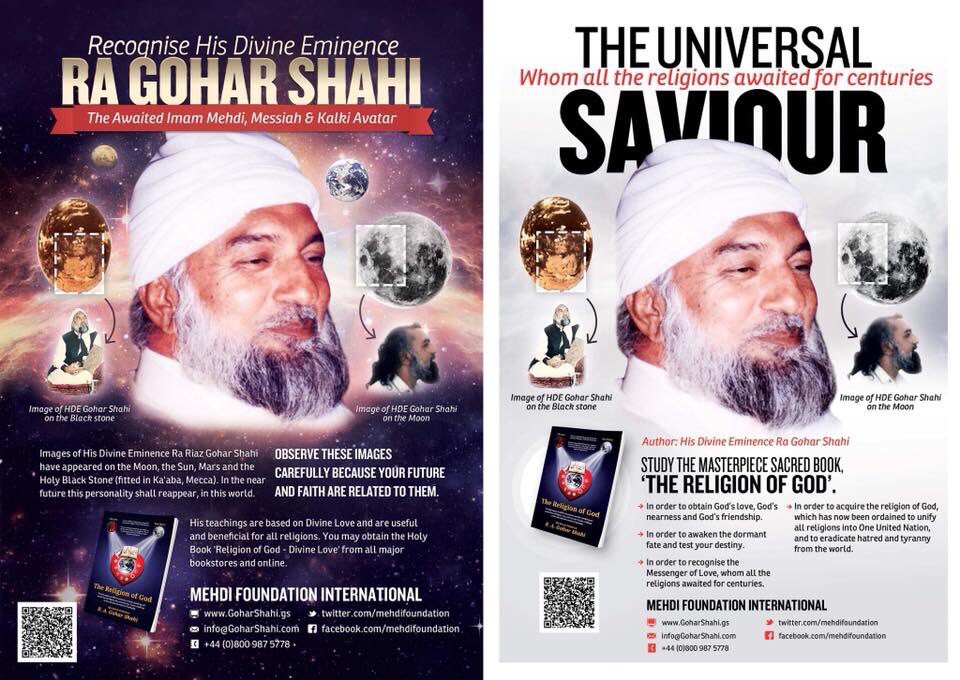 Recognise His Divine Eminence
RA GOHAR SHAHI
The Awaited Imam Mehdi, Messiah & Kalki Avatar
Image of HDE Gohar Shahi
on the Black stone
Image of HDE Gohar Shahi
on the Moon
Images of His Divine Eminence Ra Riaz Gohar Shahi
have appeared on the Moon, the Sun, Mars and the
Holy Black Stone (fitted in Ka'aba, Mecca). In the near
future this personality shall reappear, in this world.
OBSERVE THESE IMAGES
CAREFULLY BECAUSE YOUR FUTURE
AND FAITH ARE RELATED TO THEM.
His teachings are based on Divine Love and are useful
and beneficial for all religions. You may obtain the Holy
Book 'Religion of God - Divine Love' from all major
bookstores and online.
The Religion of God
R. A. Gohar Shahi
MEHDI FOUNDATION INTERNATIONAL
www.GoharShahi.gs
twitter.com/mehdifoundation
info@GoharShahi.com
facebook.com/mehdifoundation
+44 (0)800 987 5778
THE UNIVERSAL
Whom all the religions awaited for centuries
SAVIOUR
Image of HDE Gohar Shahi
on the Black stone
Image of HDE Gohar Shahi
on the Moon
Author: His Divine Eminence Ra Gohar Shahi
STUDY THE MASTERPIECE SACRED BOOK,
'THE RELIGION OF GOD'.
In order to obtain God's love, God's
nearness and God's friendship.
In order to awaken the dormant
fate and test your destiny.
In order to recognise the
Messenger of Love, whom all the
religions awaited for centuries.
In order to acquire the religion of God,
which has now been ordained to unify
all religions into One United Nation,
and to eradicate hatred and tyranny
from the world.
The Religion of God
R. A. Gohar Shahi
MEHDI FOUNDATION INTERNATIONAL
www.GoharShahi.gs
twitter.com/mehdifoundation
info@GoharShahi.com
facebook.com/mehdifoundation
+44 (0)800 987 5778